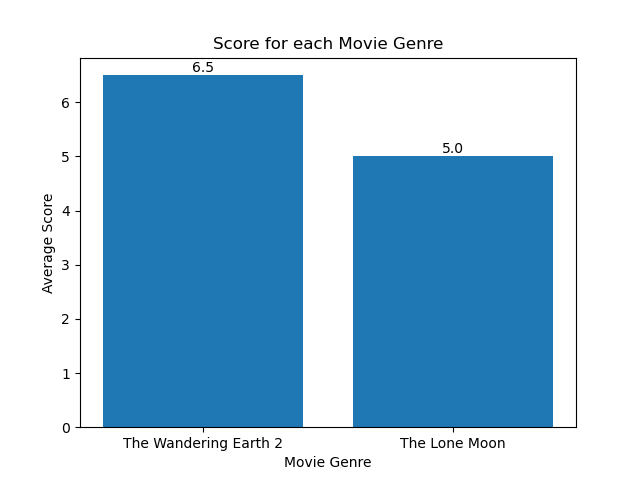 Score for each Movie Genre
6.5
5.0
Average Score
6
5
4
3
2
1
0
The Wandering Earth 2
The Lone Moon
Movie Genre